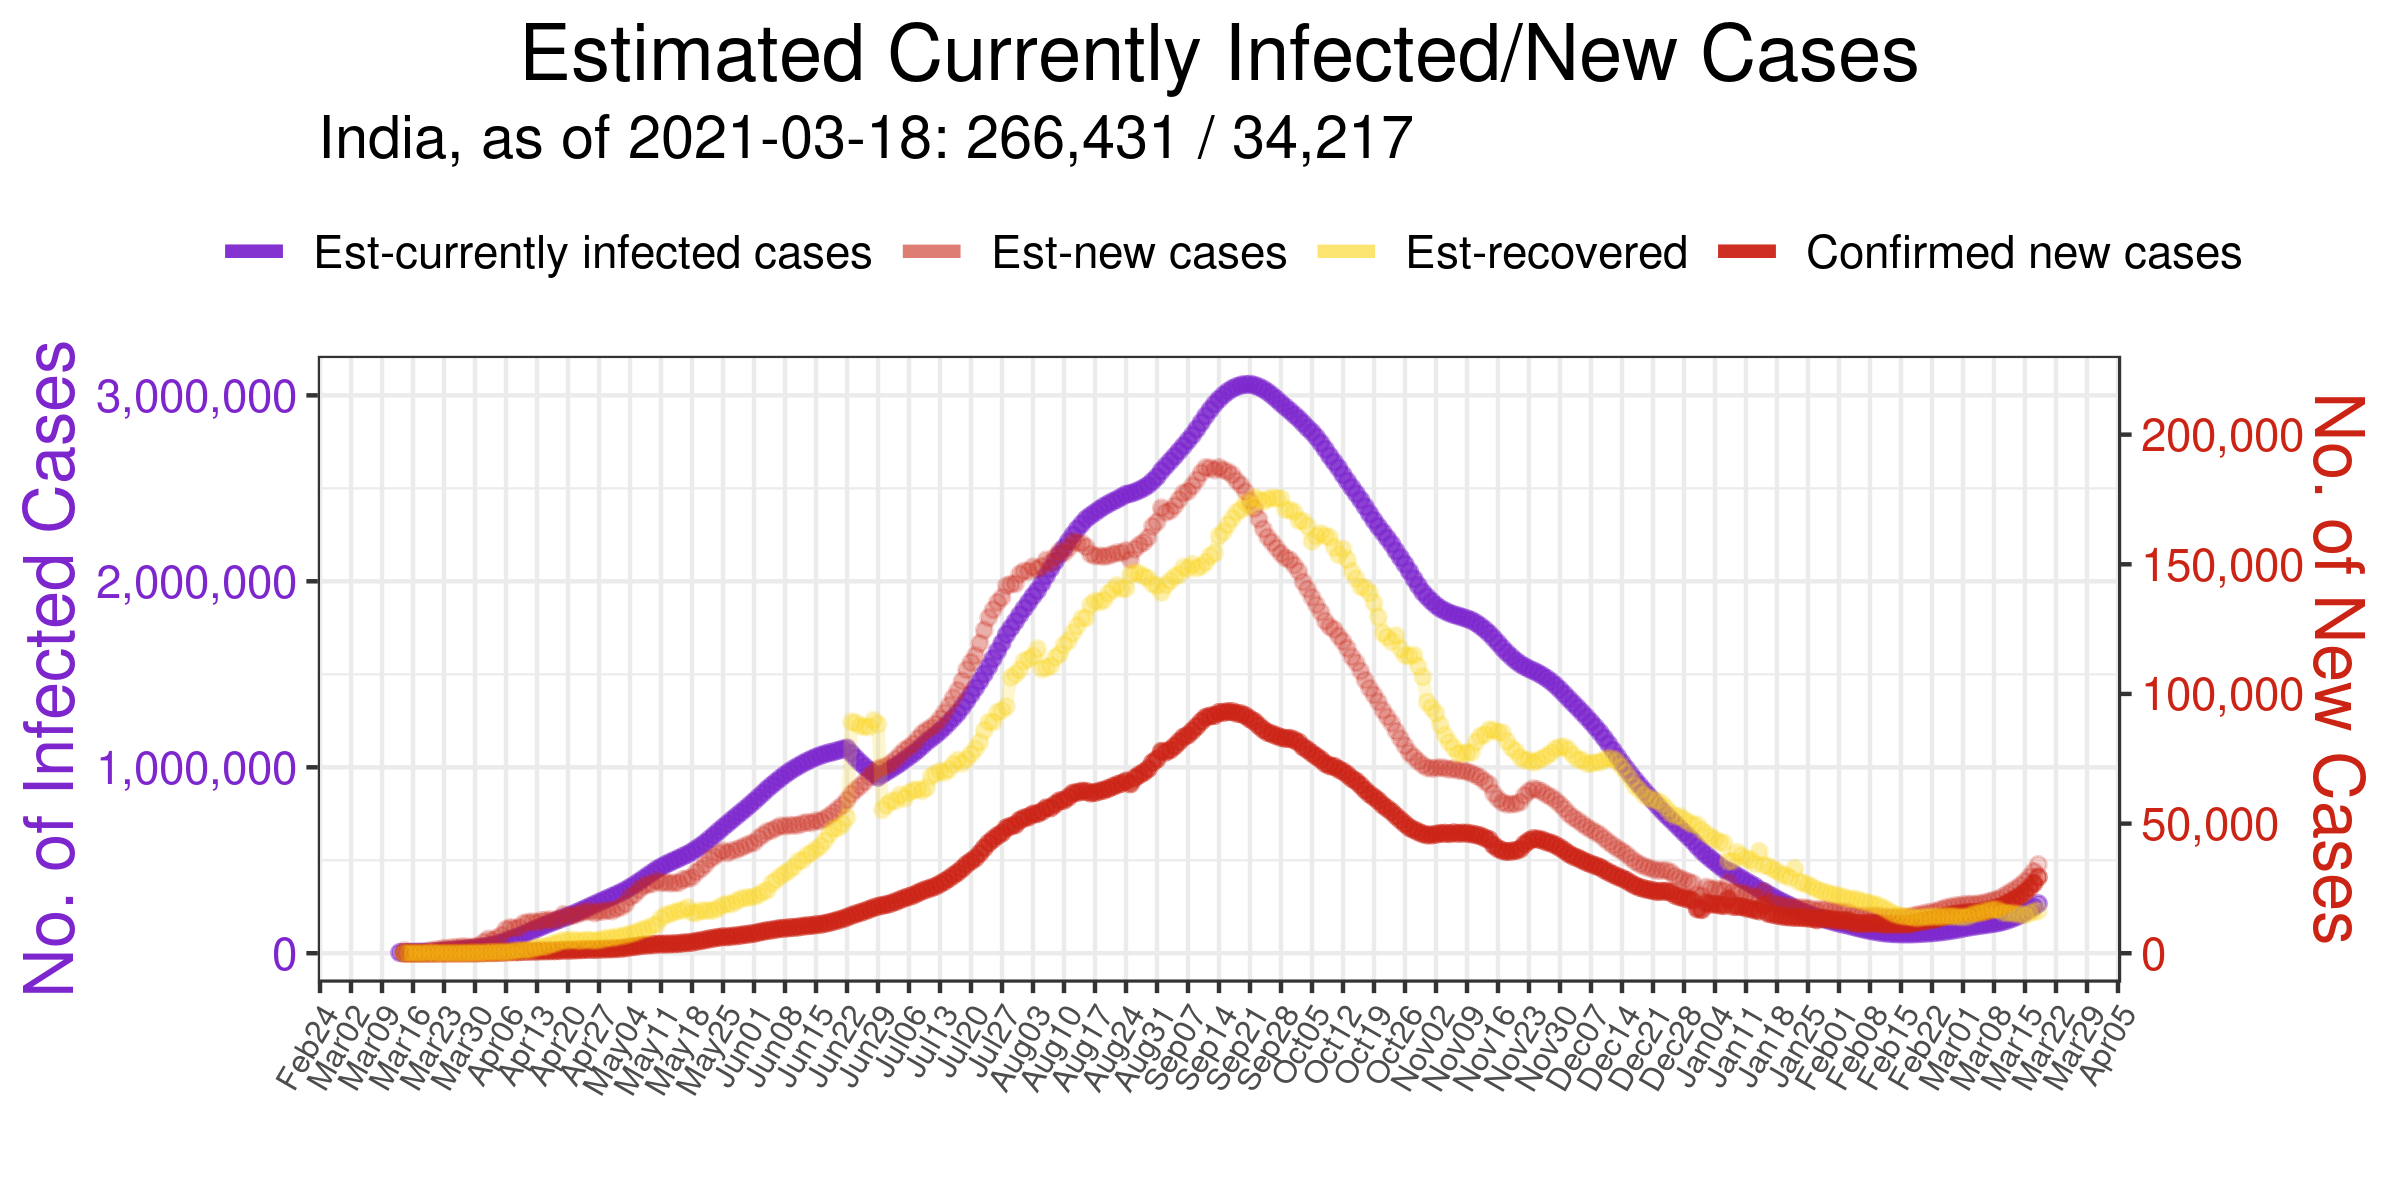 Estimated Currently Infected/New Cases
India, as of 2021-03-18: 266,431 / 34,217
Est-currently infected cases Est-new cases Est-recovered Confirmed new cases
No. of Infected Cases
3,000,000
2,000,000
1,000,000
0
200,000
150,000
100,000
50,000
0
No. of New Cases
Feb24 Mar02 Mar09 Mar16 Mar23 Mar30 Apr06 Apr13 Apr20 Apr27 May04 May11 May18 May25 Jun01 Jun08 Jun15 Jun22 Jun29 Jul06 Jul13 Jul20 Jul27 Aug03 Aug10 Aug17 Aug24 Aug31 Sep07 Sep14 Sep21 Sep28 Oct05 Oct12 Oct19 Oct26 Nov02 Nov09 Nov16 Nov23 Nov30 Dec07 Dec14 Dec21 Dec28 Jan04 Jan11 Jan18 Jan25 Feb01 Feb08 Feb15 Feb22 Mar01 Mar08 Mar15 Mar22 Mar29 Apr05